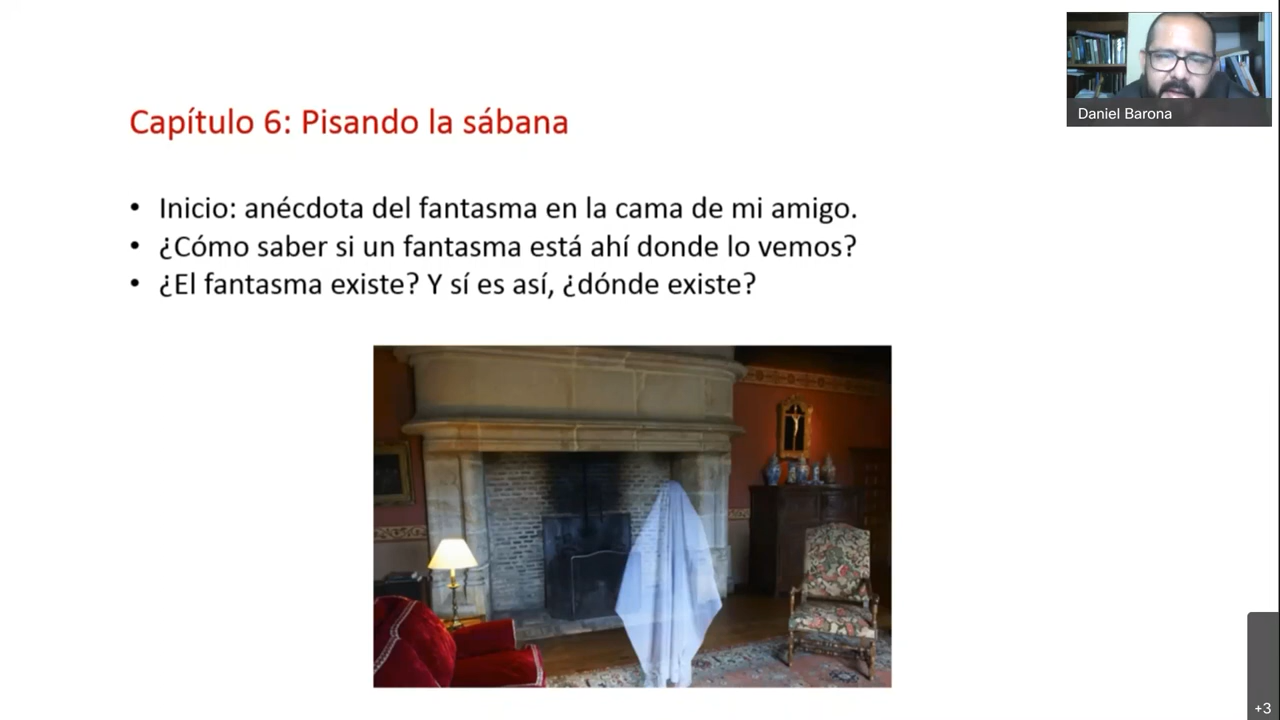 Capítulo 6: Pisando la sábana
• Inicio: anécdota del fantasma en la cama de mi amigo.
• ¿Cómo saber si un fantasma está ahí donde lo vemos?
• ¿El fantasma existe? Y sí es así, ¿dónde existe?
Daniel Barona
+3